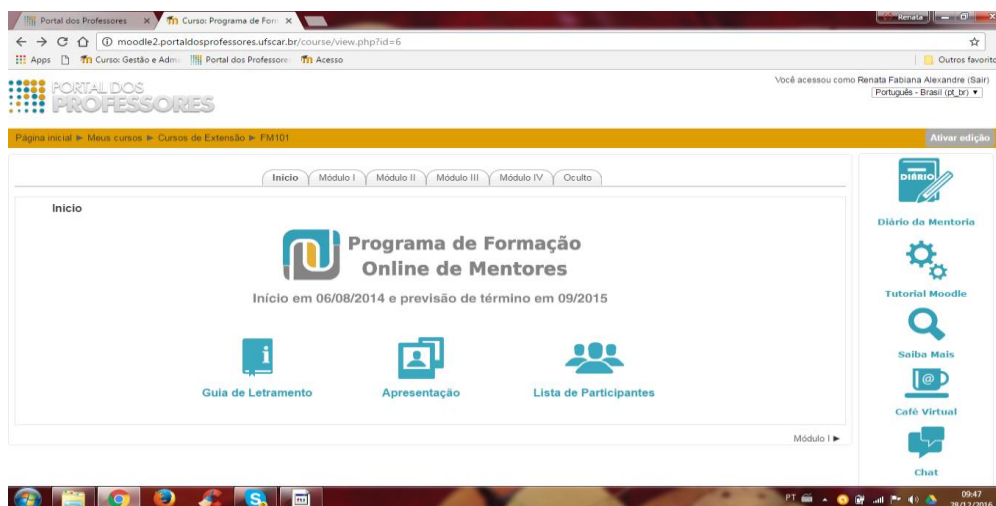 Portal dos Professores
Curso: Programa de Form
Renata
moodle2.portaldosprofessores.ufscar.br/course/view.php?id=6
Apps
Curso: Gestão e Adm
Portal dos Professore
Acesso
Outros favorito
PORTAL DOS
PROFESSORES
Você acessou como Renata Fabiana Alexandre (Sair)
Português - Brasil (pt_br)
Página inicial ► Meus cursos ► Cursos de Extensão ► FM101
Ativar edição
Início
Módulo I
Módulo II
Módulo III
Módulo IV
Oculto
Início
Programa de Formação
Online de Mentores
Início em 06/08/2014 e previsão de término em 09/2015
Guia de Letramento
Apresentação
Lista de Participantes
Módulo I ►
DIÁRIO
Diário da Mentoria
Tutorial Moodle
Saiba Mais
@
Café Virtual
Chat
PT
09:47
28/12/2016